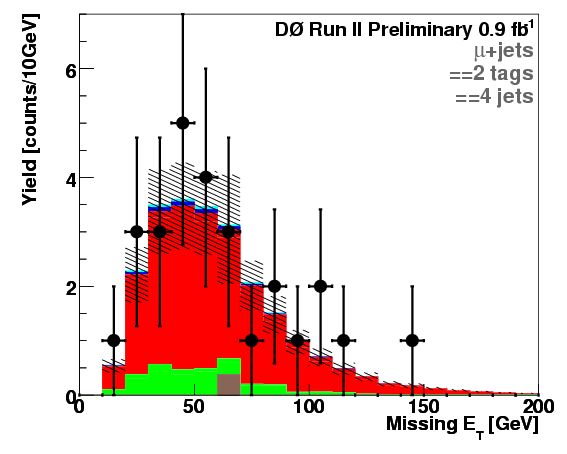 DØ Run II Preliminary 0.9 fb-1
μ+jets
==2 tags
==4 jets
Yield [counts/10GeV]
6
4
2
0
0 50 100 150 200
Missing ET [GeV]